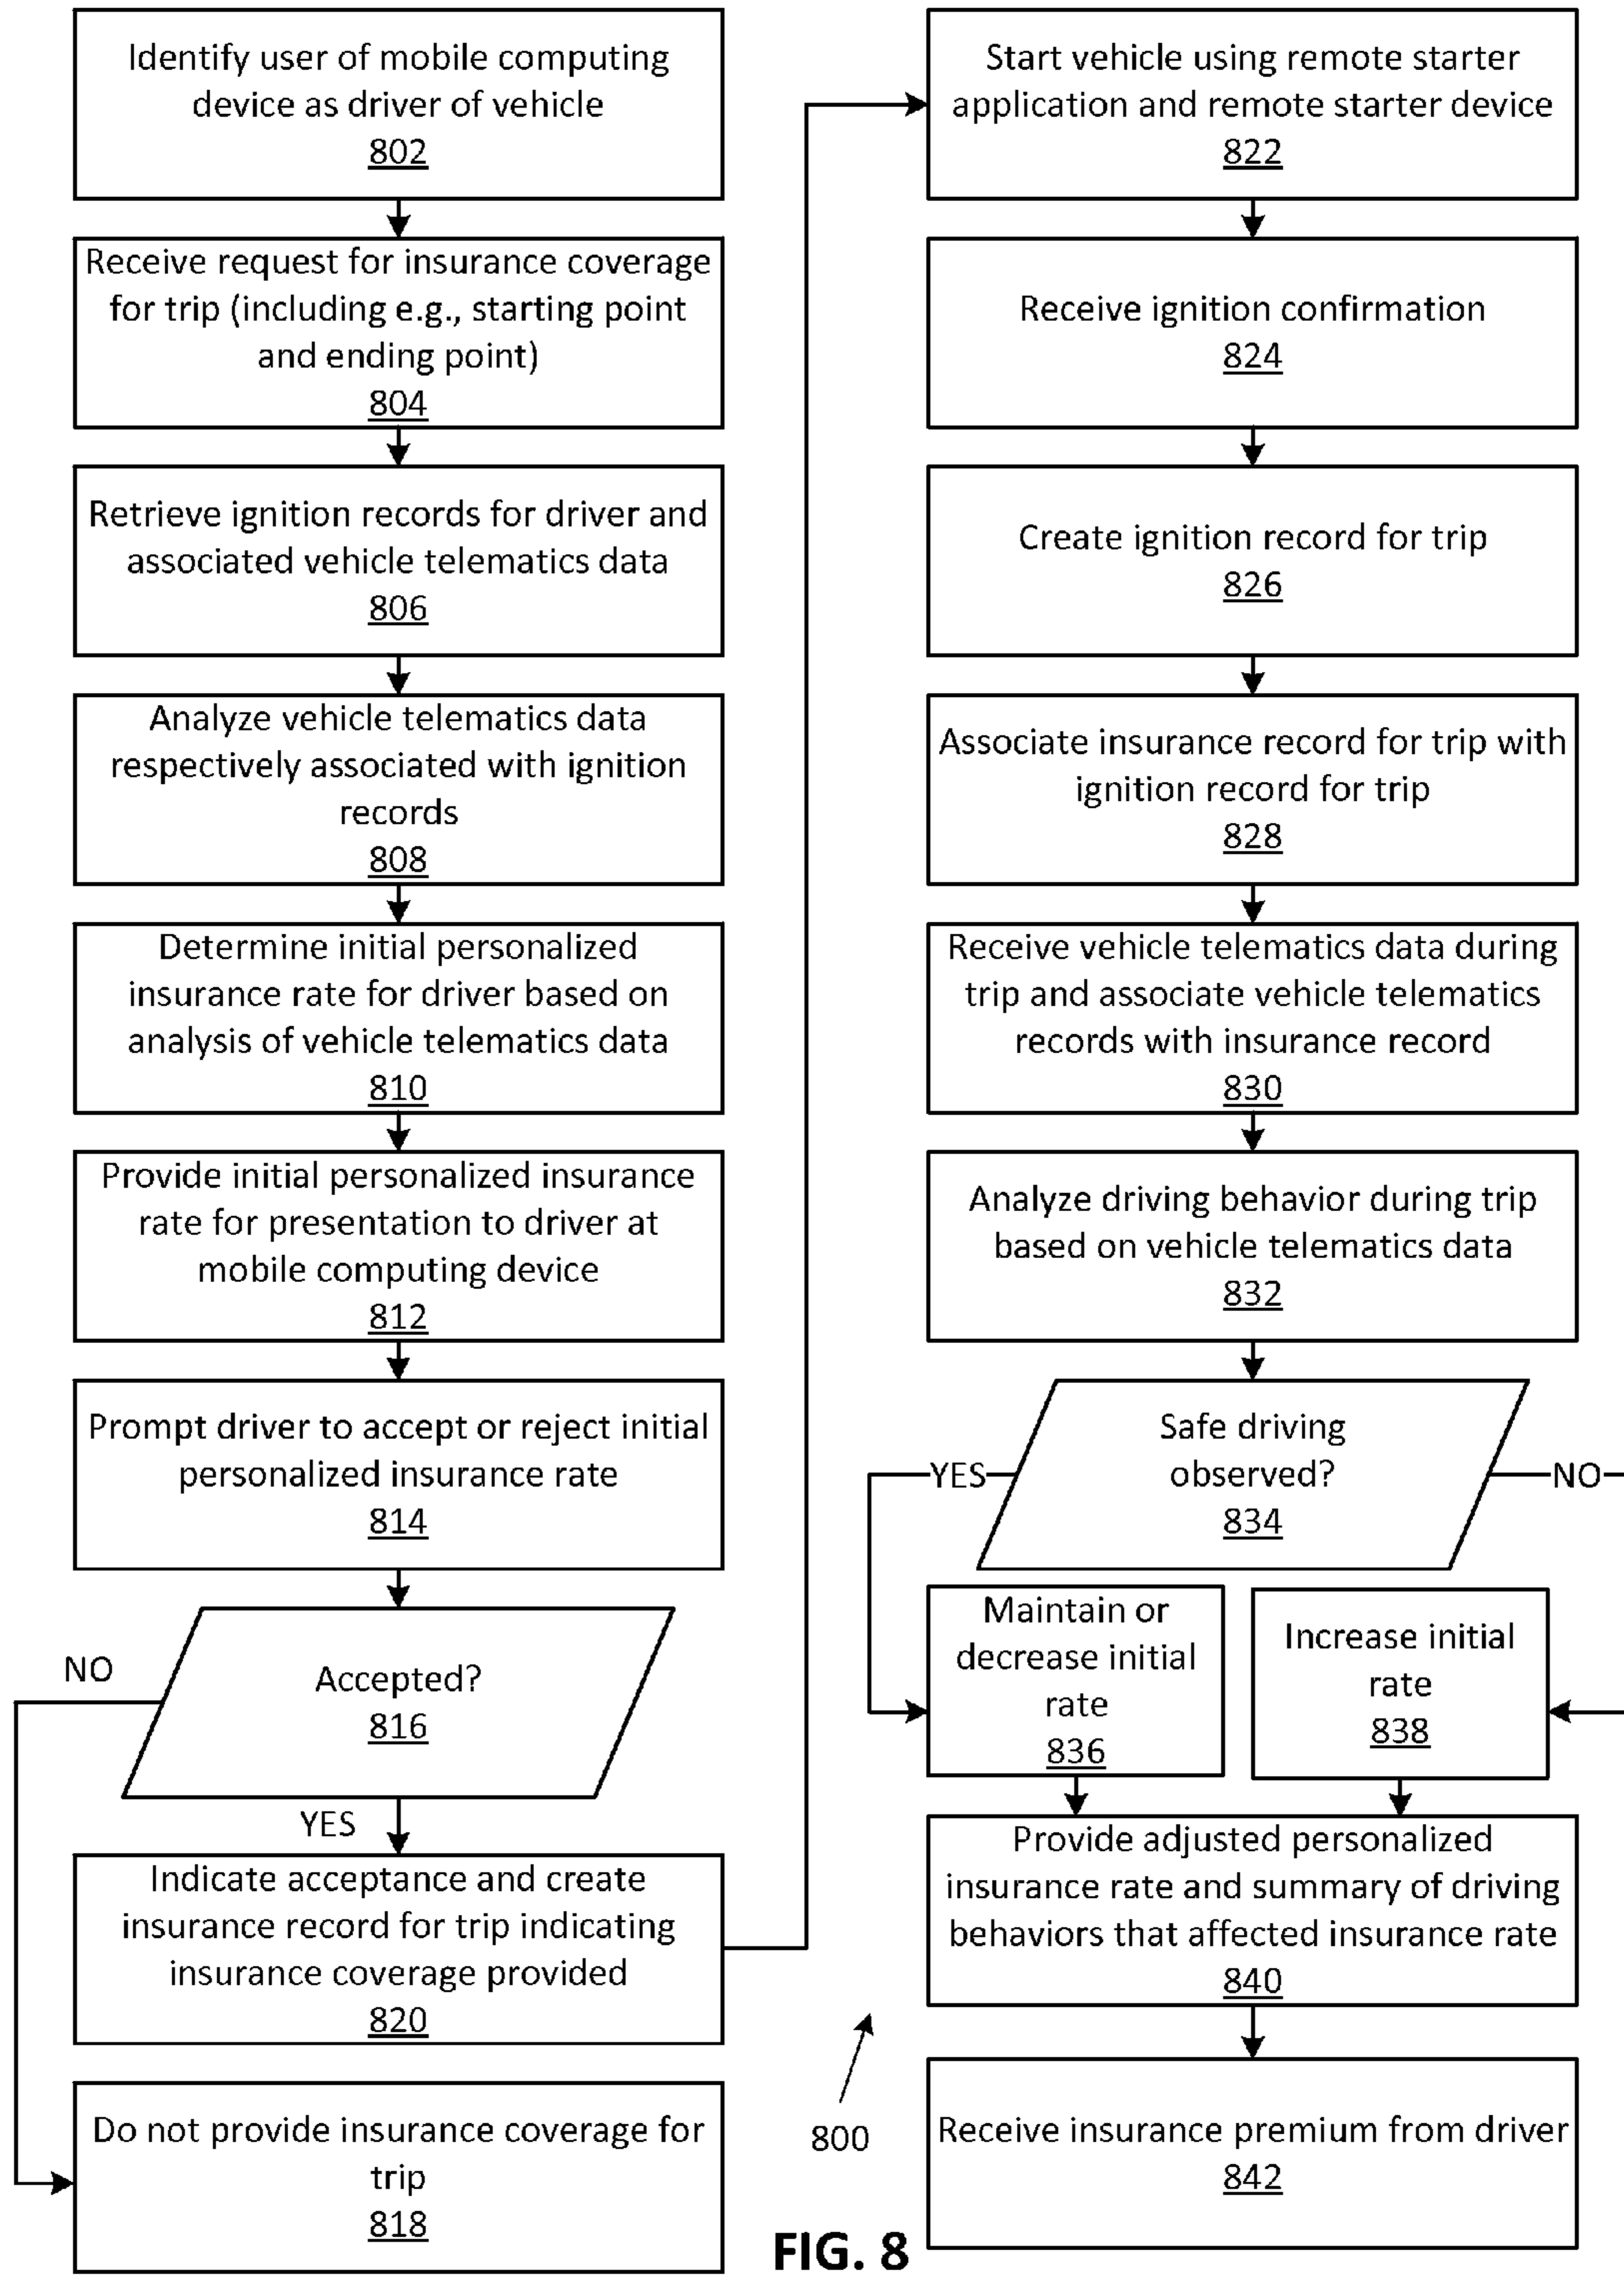 Identify user of mobile computing
device as driver of vehicle
802
Receive request for insurance coverage
for trip (including e.g., starting point
and ending point)
804
Retrieve ignition records for driver and
associated vehicle telematics data
806
Analyze vehicle telematics data
respectively associated with ignition
records
808
Determine initial personalized
insurance rate for driver based on
analysis of vehicle telematics data
810
Provide initial personalized insurance
rate for presentation to driver at
mobile computing device
812
Prompt driver to accept or reject initial
personalized insurance rate
814
Accepted?
816
NO
YES
Indicate acceptance and create
insurance record for trip indicating
insurance coverage provided
820
Do not provide insurance coverage for
trip
818
Start vehicle using remote starter
application and remote starter device
822
Receive ignition confirmation
824
Create ignition record for trip
826
Associate insurance record for trip with
ignition record for trip
828
Receive vehicle telematics data during
trip and associate vehicle telematics
records with insurance record
830
Analyze driving behavior during trip
based on vehicle telematics data
832
Safe driving
observed?
834
YES
NO
Maintain or
decrease initial
rate
836
Increase initial
rate
838
Provide adjusted personalized
insurance rate and summary of driving
behaviors that affected insurance rate
840
Receive insurance premium from driver
842
800
FIG. 8